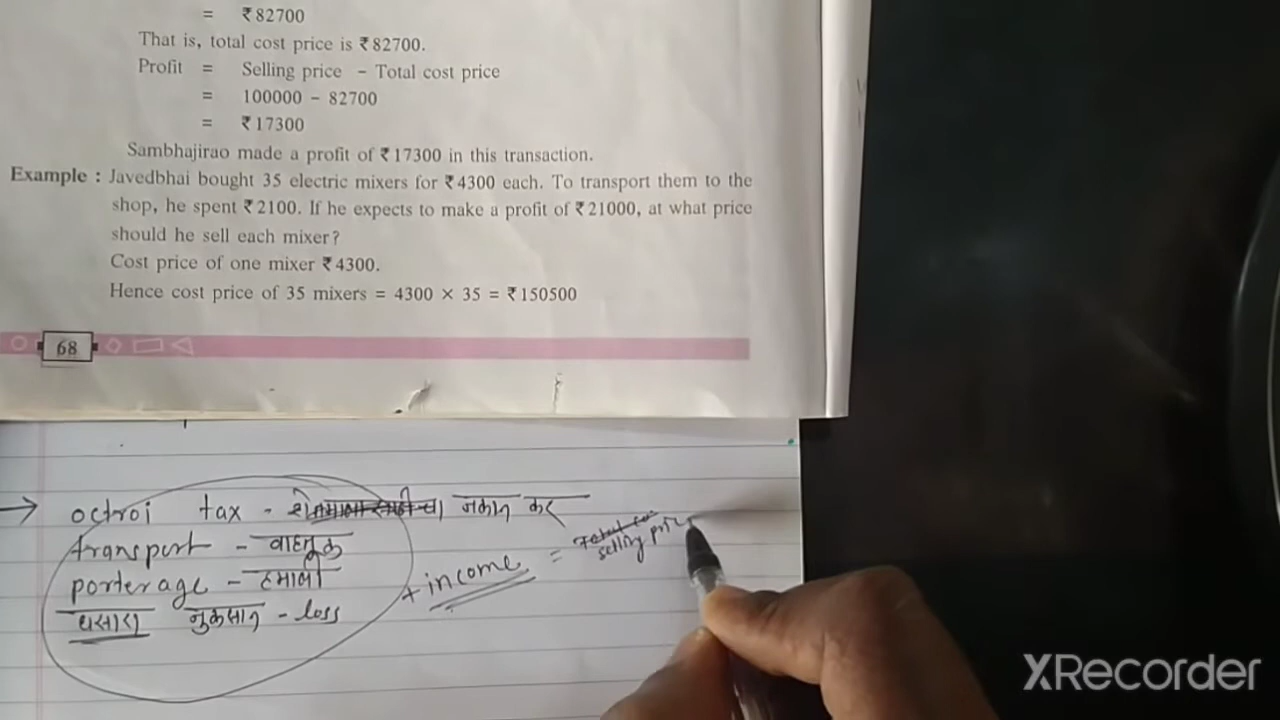 = ₹82700
That is, total cost price is ₹82700.
Profit = Selling price - Total cost price
= 100000 - 82700
= ₹17300
Sambhajirao made a profit of ₹17300 in this transaction.
Example : Javedbhai bought 35 electric mixers for ₹4300 each. To transport them to the
shop, he spent ₹2100. If he expects to make a profit of ₹21000, at what price
should he sell each mixer?
Cost price of one mixer ₹4300.
Hence cost price of 35 mixers = 4300 × 35 = ₹150500
68
→ octroi tax - जकात कर
transport - वाहतूक
porterage - हमाली
घसारा नुकसान - loss
+ income = selling price
XRecorder